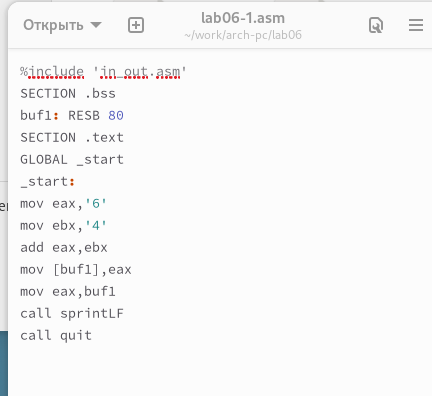 Открыть
lab06-1.asm
~/work/arch-pc/lab06
%include 'in_out.asm'
SECTION .bss
buf1: RESB 80
SECTION .text
GLOBAL _start
_start:
mov eax,'6'
mov ebx,'4'
add eax,ebx
mov [buf1],eax
mov eax,buf1
call sprintLF
call quit